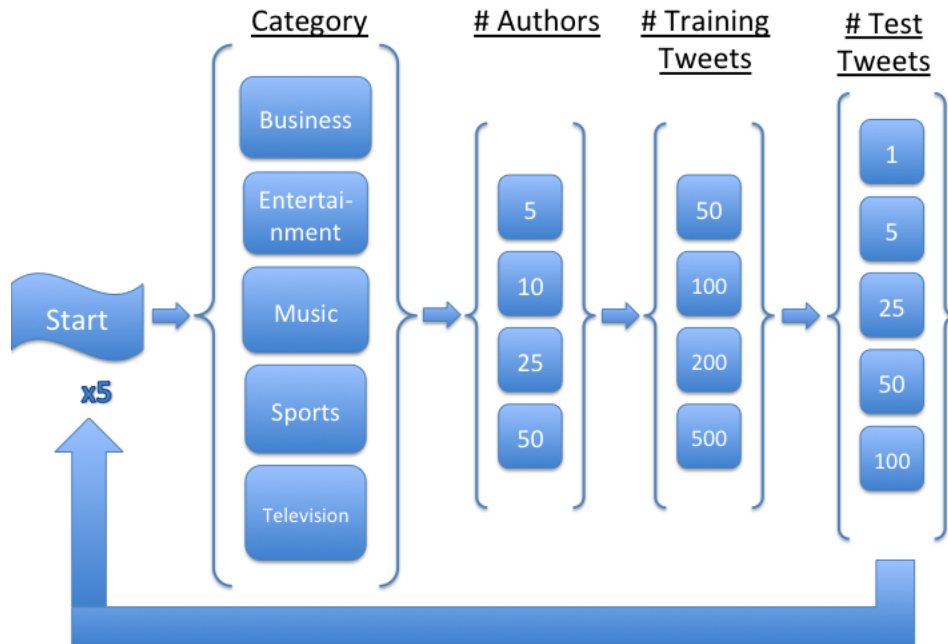 Category
# Authors
# Training
Tweets
# Test
Tweets
Start
x5
Business
Entertai-
nment
Music
Sports
Television
5
10
25
50
50
100
200
500
1
5
25
50
100